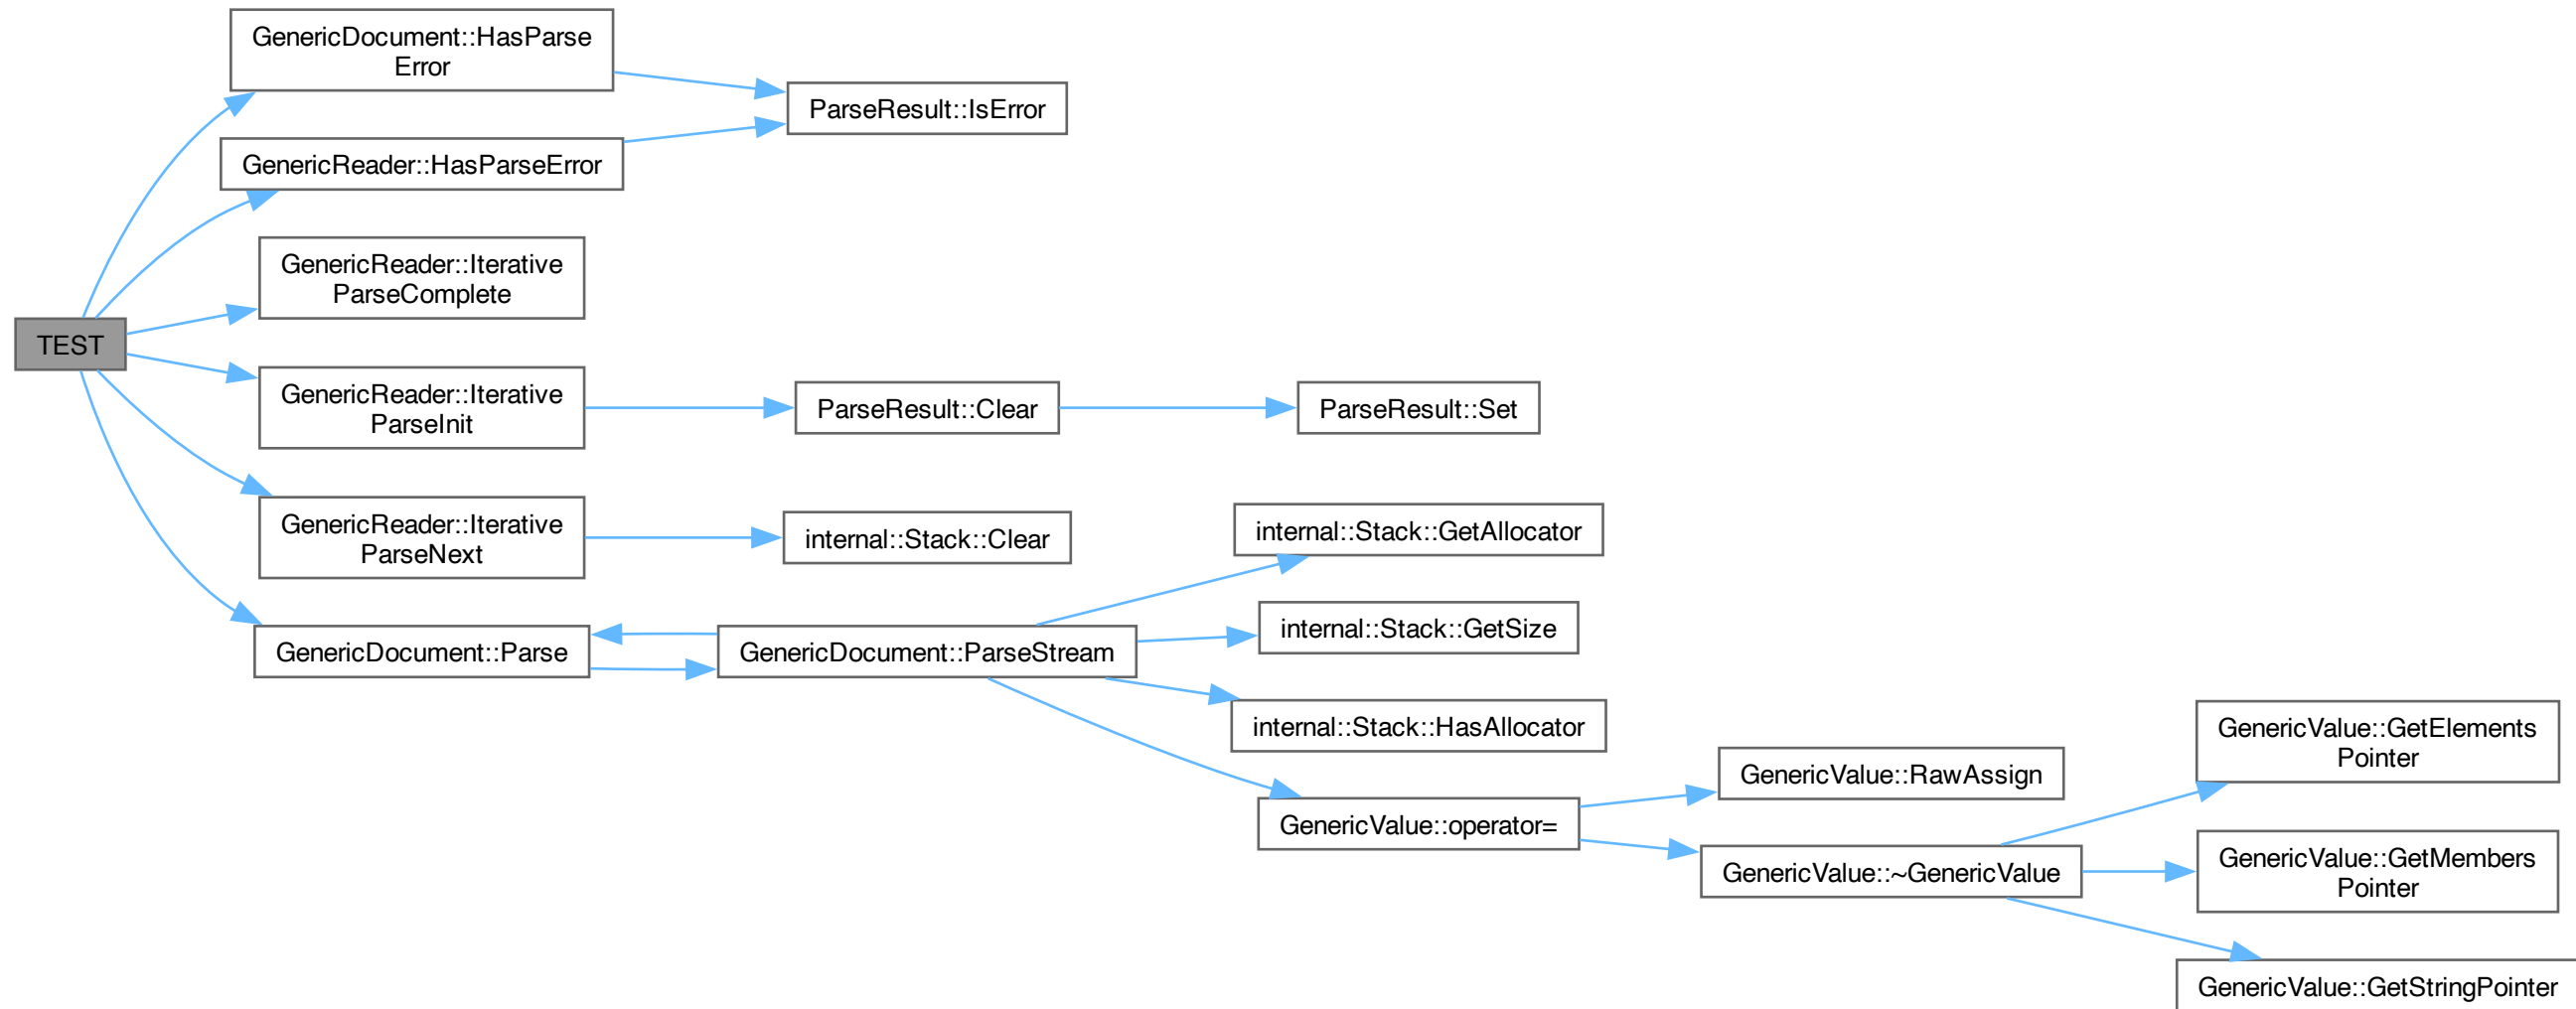 GenericDocument::HasParse
Error
ParseResult::IsError
GenericReader::HasParseError
GenericReader::Iterative
ParseComplete
TEST
GenericReader::Iterative
ParseInit
ParseResult::Clear
ParseResult::Set
GenericReader::Iterative
ParseNext
internal::Stack::Clear
internal::Stack::GetAllocator
GenericDocument::Parse
GenericDocument::ParseStream
internal::Stack::GetSize
internal::Stack::HasAllocator
GenericValue::operator=
GenericValue::RawAssign
GenericValue::~GenericValue
GenericValue::GetElements
Pointer
GenericValue::GetMembers
Pointer
GenericValue::GetStringPointer